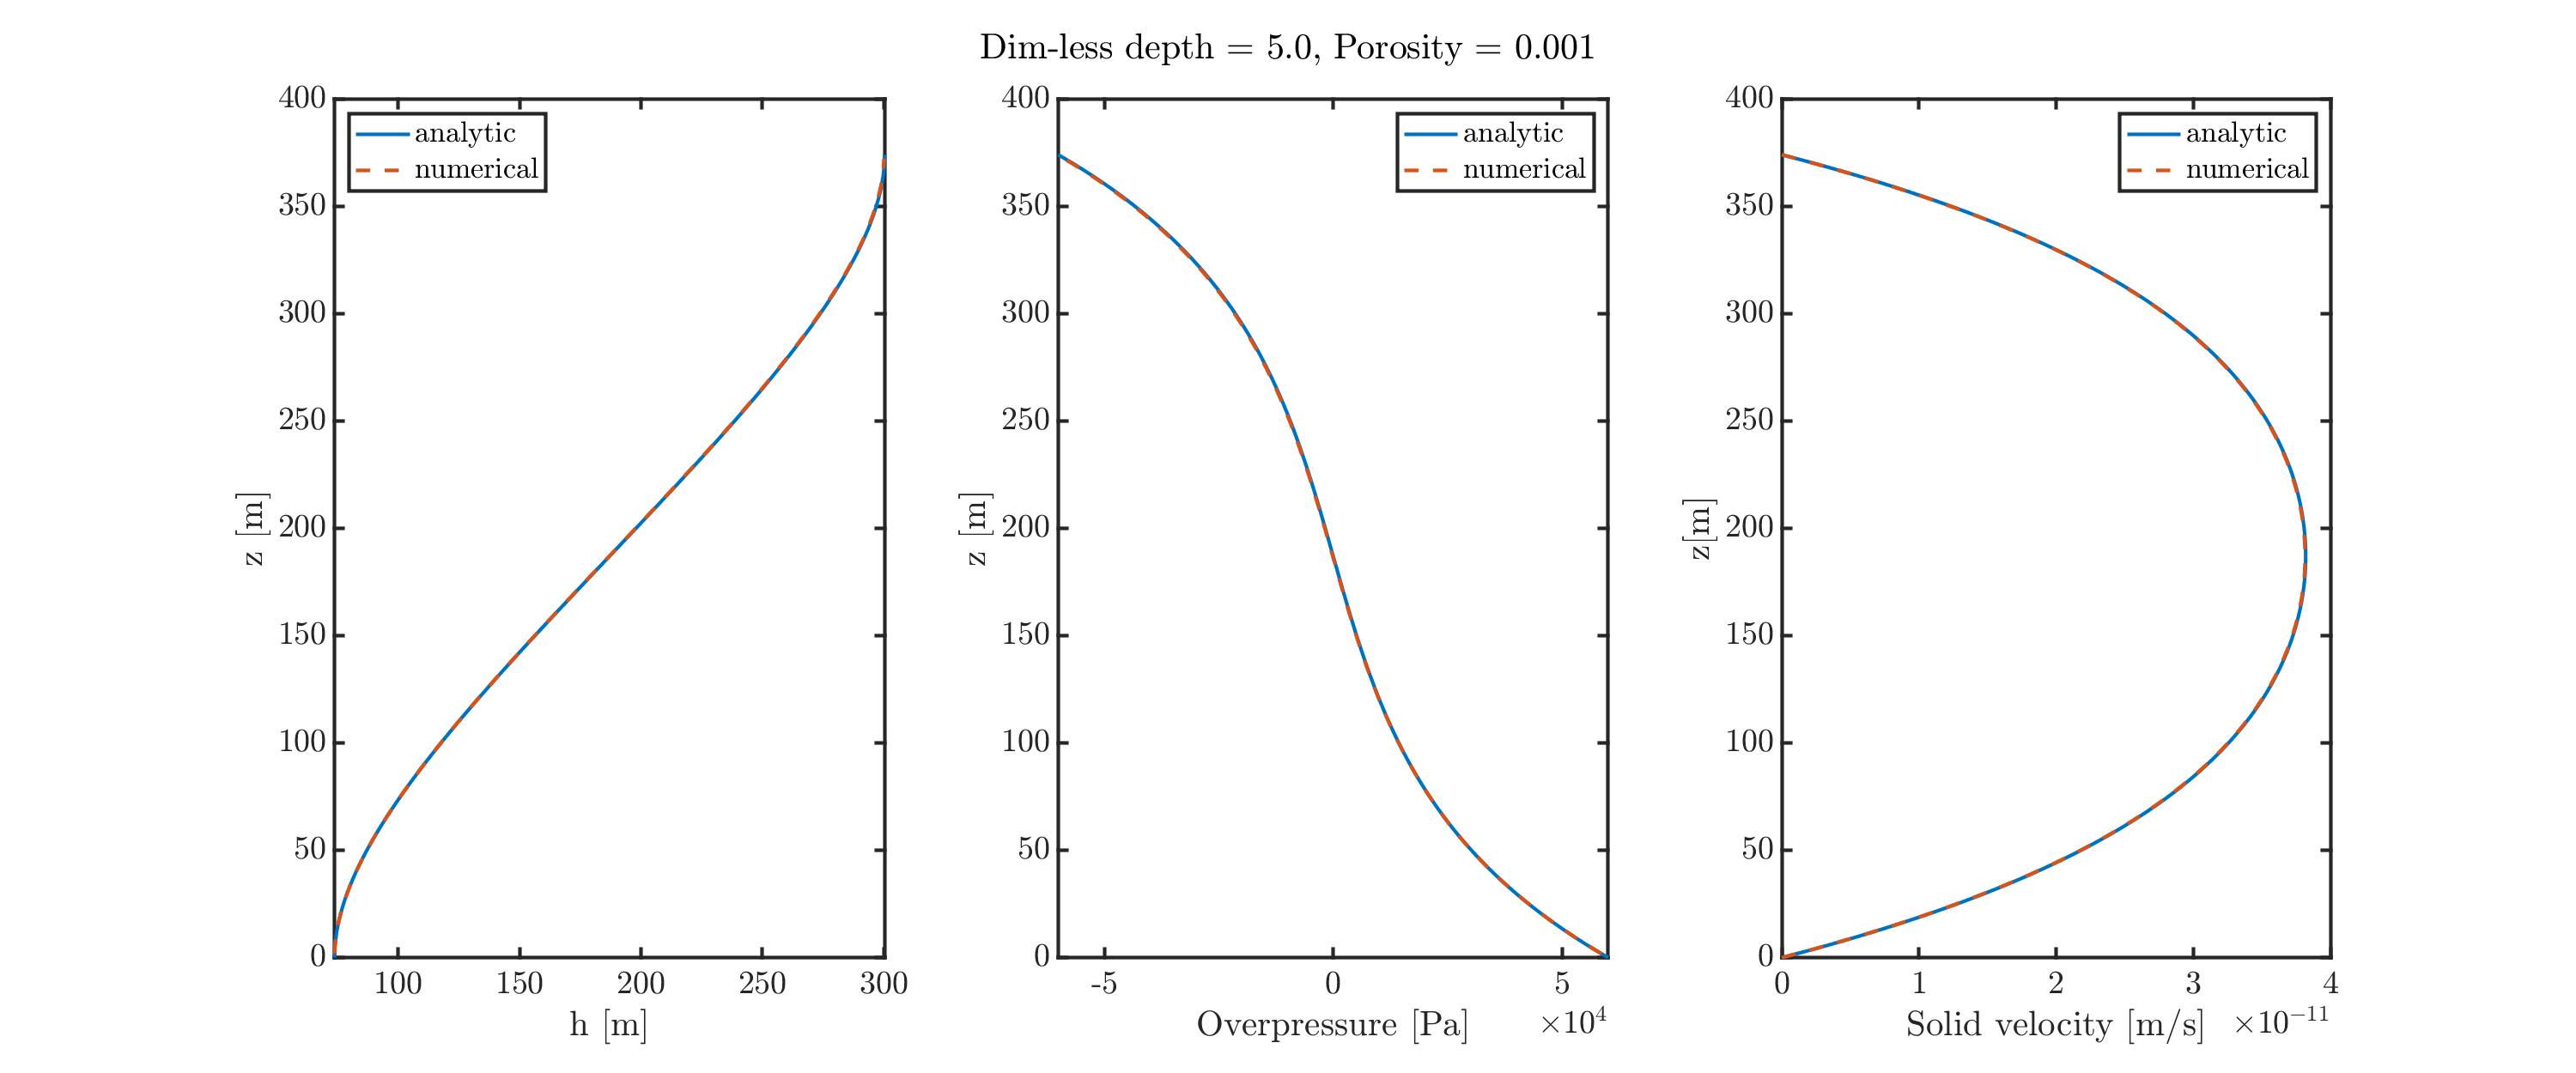 Dim-less depth = 5.0, Porosity = 0.001
400
350
300
250
200
150
100
50
0
z [m]
analytic
numerical
100 150 200 250 300
h [m]
400
350
300
250
200
150
100
50
0
z [m]
analytic
numerical
-5 0 5
Overpressure [Pa] ×10⁴
400
350
300
250
200
150
100
50
0
z[m]
analytic
numerical
0 1 2 3 4
Solid velocity [m/s] ×10⁻¹¹